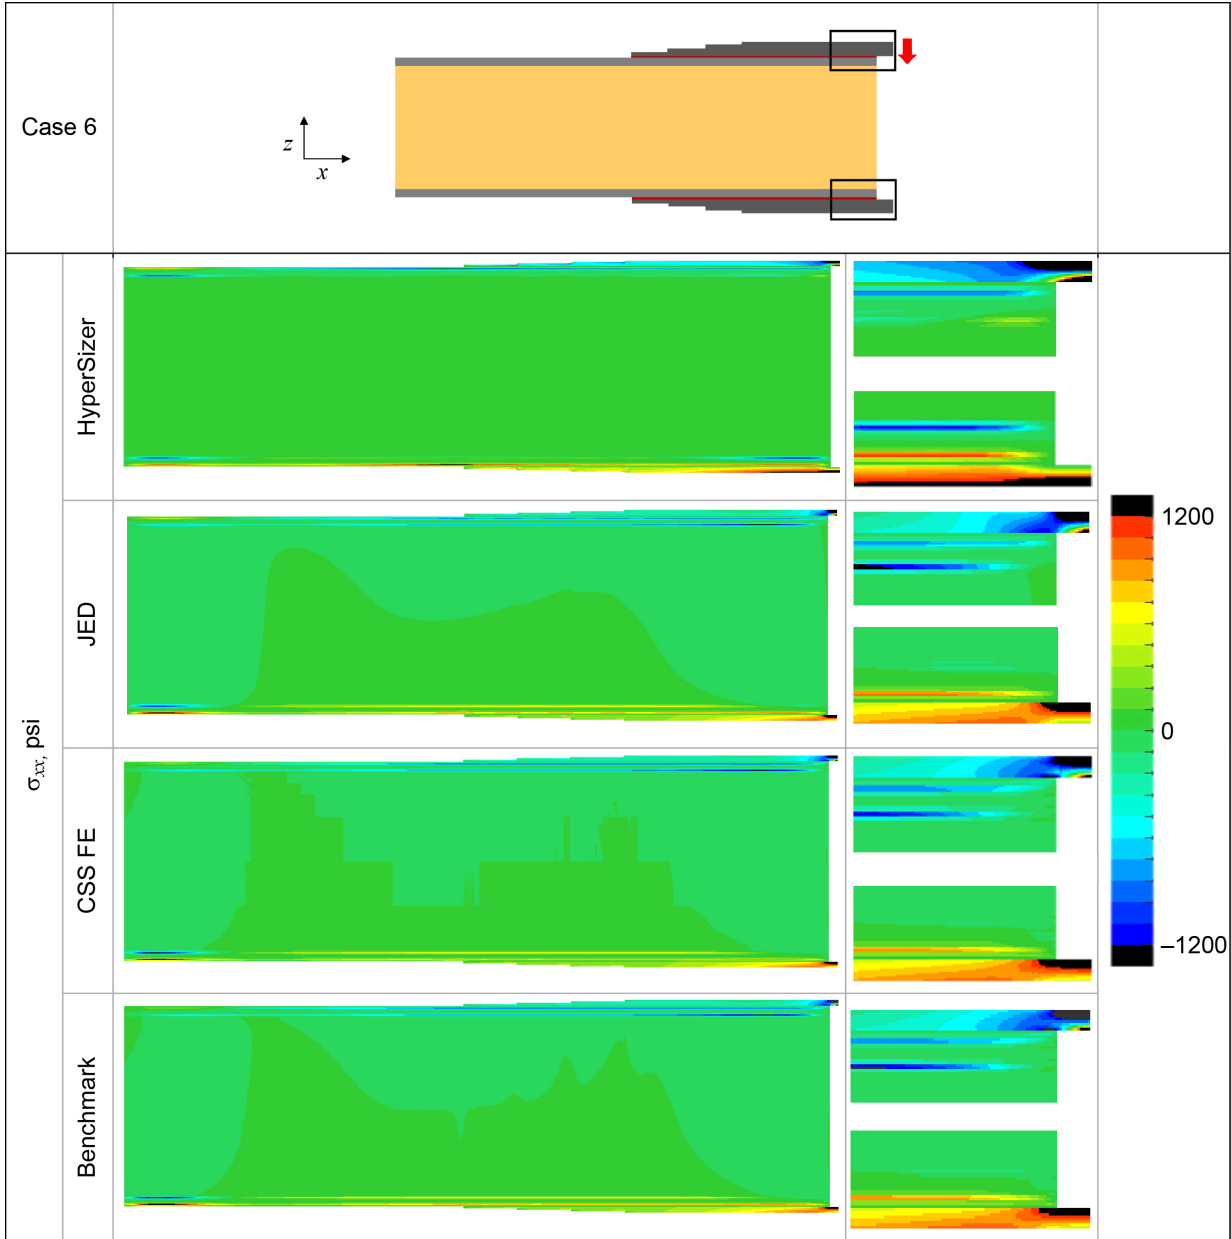 Case 6
z
x
HyperSizer
JED
CSS FE
Benchmark
σxx, psi
1200
0
–1200